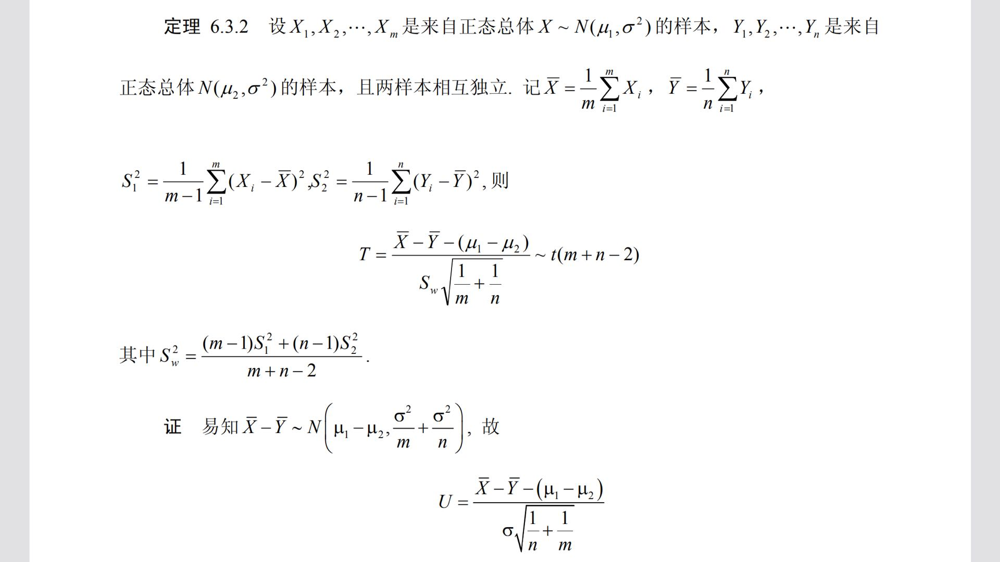 定理 6.3.2 设 $X_1, X_2, \cdots, X_m$ 是来自正态总体 $X \sim N(\mu_1, \sigma^2)$ 的样本，$Y_1, Y_2, \cdots, Y_n$ 是来自
正态总体 $N(\mu_2, \sigma^2)$ 的样本，且两样本相互独立. 记 $\overline{X} = \frac{1}{m}\sum_{i=1}^{m} X_i$，$\overline{Y} = \frac{1}{n}\sum_{i=1}^{n} Y_i$，
$S_1^2 = \frac{1}{m-1}\sum_{i=1}^{m}(X_i - \overline{X})^2, S_2^2 = \frac{1}{n-1}\sum_{i=1}^{n}(Y_i - \overline{Y})^2$, 则
$T = \frac{\overline{X} - \overline{Y} - (\mu_1 - \mu_2)}{S_w\sqrt{\frac{1}{m} + \frac{1}{n}}} \sim t(m+n-2)$
其中 $S_w^2 = \frac{(m-1)S_1^2 + (n-1)S_2^2}{m+n-2}$.
证 易知 $\overline{X} - \overline{Y} \sim N\left(\mu_1 - \mu_2, \frac{\sigma^2}{m} + \frac{\sigma^2}{n}\right)$, 故
$U = \frac{\overline{X} - \overline{Y} - (\mu_1 - \mu_2)}{\sigma\sqrt{\frac{1}{n} + \frac{1}{m}}}$